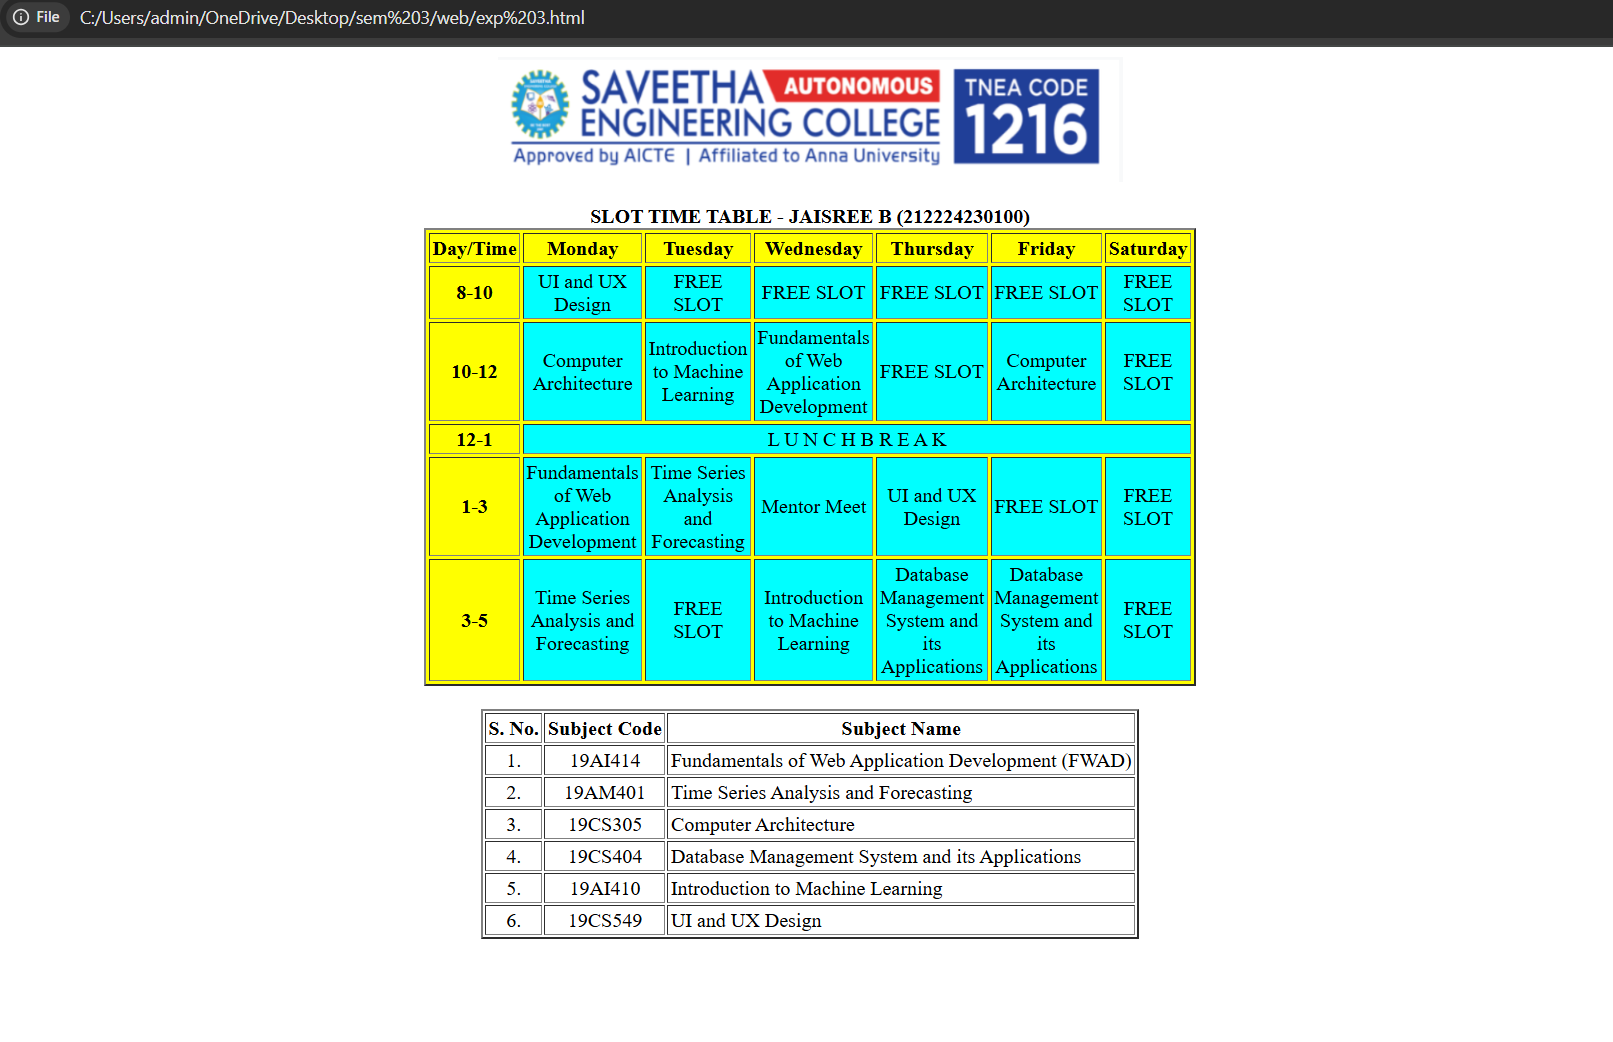 File C:/Users/admin/OneDrive/Desktop/sem%203/web/exp%203.html
SAVEETHA AUTONOMOUS
ENGINEERING COLLEGE
Approved by AICTE | Affiliated to Anna University
TNEA CODE
1216
SLOT TIME TABLE - JAISREE B (212224230100)
Day/Time Monday Tuesday Wednesday Thursday Friday Saturday
8-10 UI and UX Design FREE SLOT FREE SLOT FREE SLOT FREE SLOT FREE SLOT
10-12 Computer Architecture Introduction to Machine Learning Fundamentals of Web Application Development FREE SLOT Computer Architecture FREE SLOT
12-1 L U N C H B R E A K
1-3 Fundamentals of Web Application Development Time Series Analysis and Forecasting Mentor Meet UI and UX Design FREE SLOT FREE SLOT
3-5 Time Series Analysis and Forecasting FREE SLOT Introduction to Machine Learning Database Management System and its Applications Database Management System and its Applications FREE SLOT
S. No. Subject Code Subject Name
1. 19AI414 Fundamentals of Web Application Development (FWAD)
2. 19AM401 Time Series Analysis and Forecasting
3. 19CS305 Computer Architecture
4. 19CS404 Database Management System and its Applications
5. 19AI410 Introduction to Machine Learning
6. 19CS549 UI and UX Design